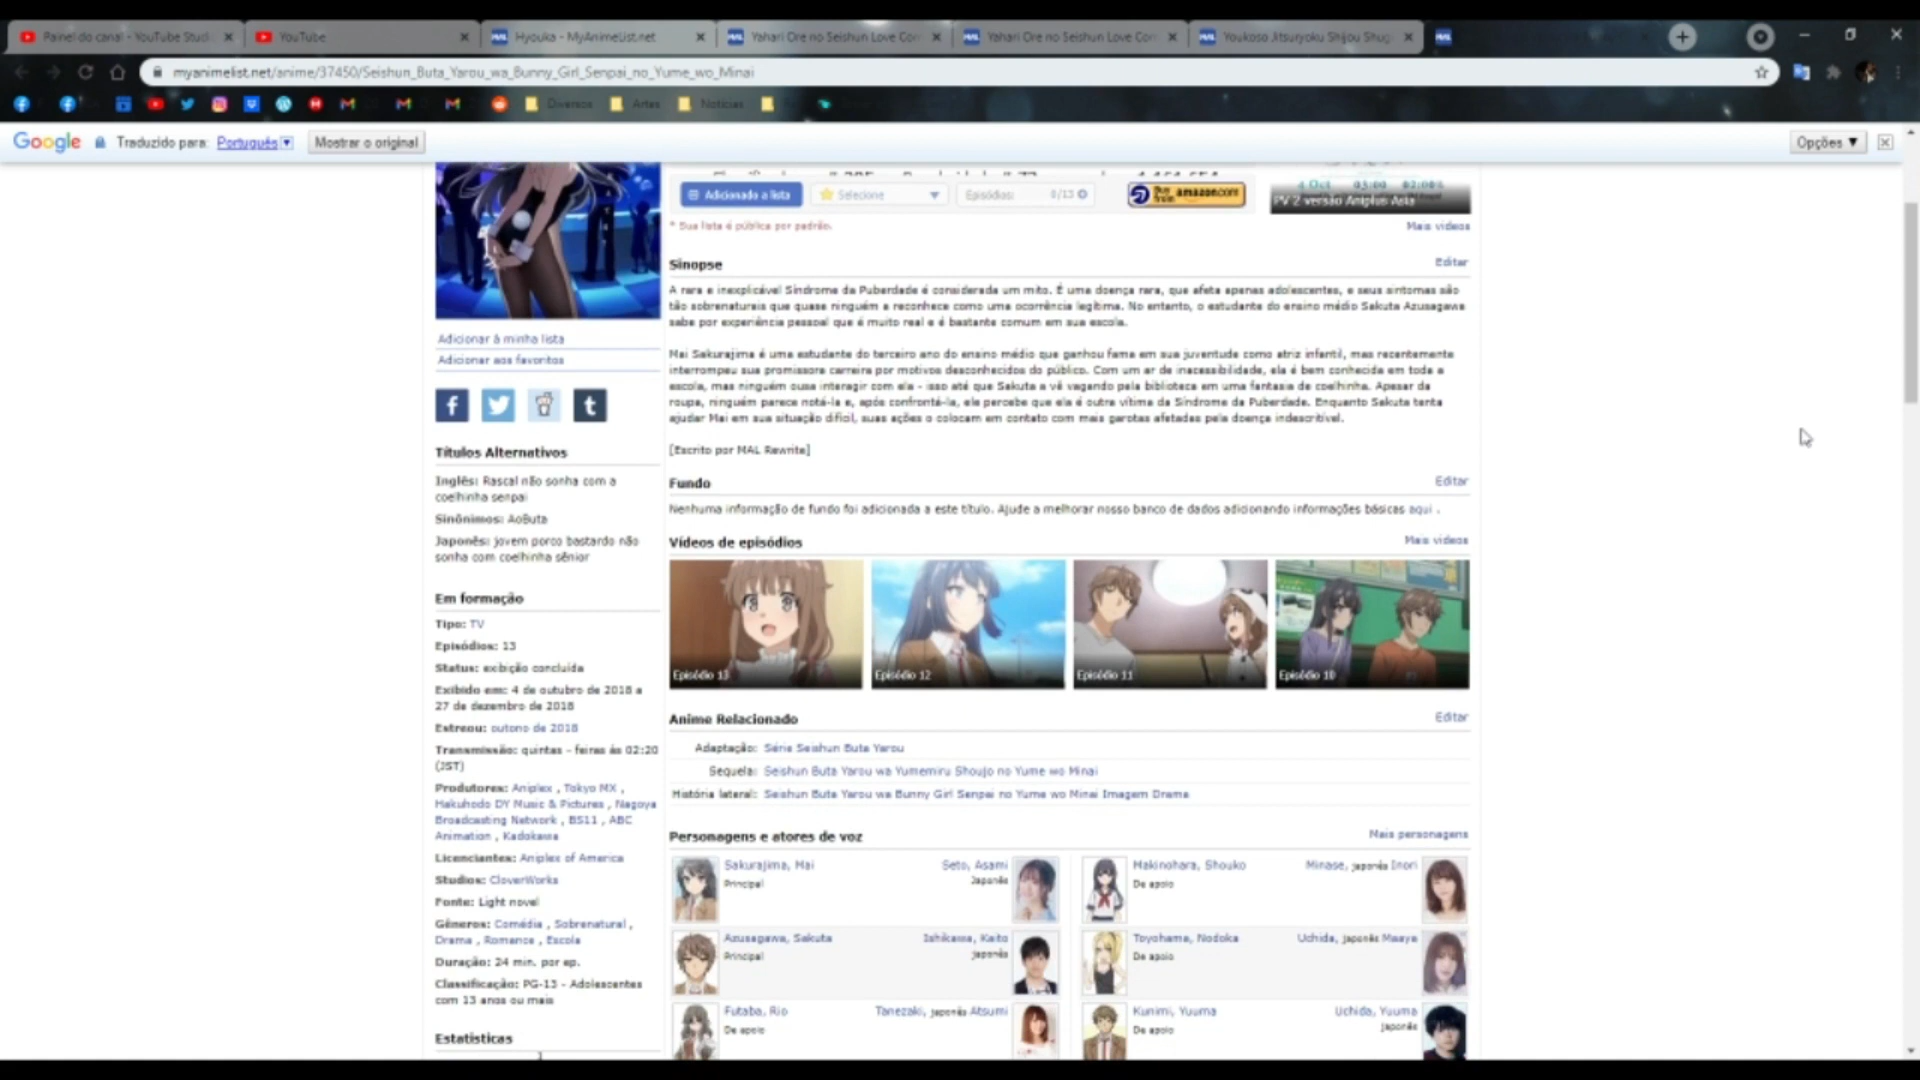 Painel do canal - YouTube Studi
YouTube
Hyouka - MyAnimeList.net
Yahari Ore no Seishun Love Com
Yahari Ore no Seishun Love Com
Youkoso Jitsuryoku Shijou Shug
myanimelist.net/anime/37450/Seishun_Buta_Yarou_wa_Bunny_Girl_Senpai_no_Yume_wo_Minai
Diversos
Artes
Notícias
Google Traduzido para: Português Mostrar o original
Opções
Adicionado a lista
Selecione
Episódios: 0/13
Buy from amazon.com
4 Oct 03:00 02:00
PV 2 versão Aniplus Asia
* Sua lista é pública por padrão.
Mais vídeos
Sinopse
Editar
A rara e inexplicável Síndrome da Puberdade é considerada um mito. É uma doença rara, que afeta apenas adolescentes, e seus sintomas são
tão sobrenaturais que quase ninguém a reconhece como uma ocorrência legítima. No entanto, o estudante do ensino médio Sakuta Azusagawa
sabe por experiência pessoal que é muito real e é bastante comum em sua escola.
Mai Sakurajima é uma estudante do terceiro ano do ensino médio que ganhou fama em sua juventude como atriz infantil, mas recentemente
interrompeu sua promissora carreira por motivos desconhecidos do público. Com um ar de inacessibilidade, ela é bem conhecida em toda a
escola, mas ninguém ousa interagir com ela - isso até que Sakuta a vê vagando pela biblioteca em uma fantasia de coelhinha. Apesar da
roupa, ninguém parece notá-la e, após confrontá-la, ele percebe que ela é outra vítima da Síndrome da Puberdade. Enquanto Sakuta tenta
ajudar Mai em sua situação difícil, suas ações o colocam em contato com mais garotas afetadas pela doença indescritível.
[Escrito por MAL Rewrite]
Fundo
Editar
Nenhuma informação de fundo foi adicionada a este título. Ajude a melhorar nosso banco de dados adicionando informações básicas aqui .
Vídeos de episódios
Mais vídeos
Episódio 13
Episódio 12
Episódio 11
Episódio 10
Anime Relacionado
Editar
Adaptação: Série Seishun Buta Yarou
Sequela: Seishun Buta Yarou wa Yumemiru Shoujo no Yume wo Minai
História lateral: Seishun Buta Yarou wa Bunny Girl Senpai no Yume wo Minai Imagem Drama
Personagens e atores de voz
Mais personagens
Sakurajima, Mai
Principal
Seto, Asami
Japonês
Makinohara, Shouko
De apoio
Minase, japonês Inori
Azusagawa, Sakuta
Principal
Ishikawa, Kaito
japonês
Toyohama, Nodoka
De apoio
Uchida, japonês Maaya
Futaba, Rio
De apoio
Tanezaki, japonês Atsumi
Kunimi, Yuuma
De apoio
Uchida, Yuuma
japonês
Adicionar à minha lista
Adicionar aos favoritos
Títulos Alternativos
Inglês: Rascal não sonha com a
coelhinha senpai
Sinônimos: AoButa
Japonês: jovem porco bastardo não
sonha com coelhinha sênior
Em formação
Tipo: TV
Episódios: 13
Status: exibição concluída
Exibido em: 4 de outubro de 2018 a
27 de dezembro de 2018
Estreou: outono de 2018
Transmissão: quintas - feiras às 02:20
(JST)
Produtores: Aniplex , Tokyo MX ,
Hakuhodo DY Music & Pictures , Nagoya
Broadcasting Network , BS11 , ABC
Animation , Kadokawa
Licenciantes: Aniplex of America
Studios: CloverWorks
Fonte: Light novel
Gêneros: Comédia , Sobrenatural ,
Drama , Romance , Escola
Duração: 24 min. por ep.
Classificação: PG-13 - Adolescentes
com 13 anos ou mais
Estatísticas